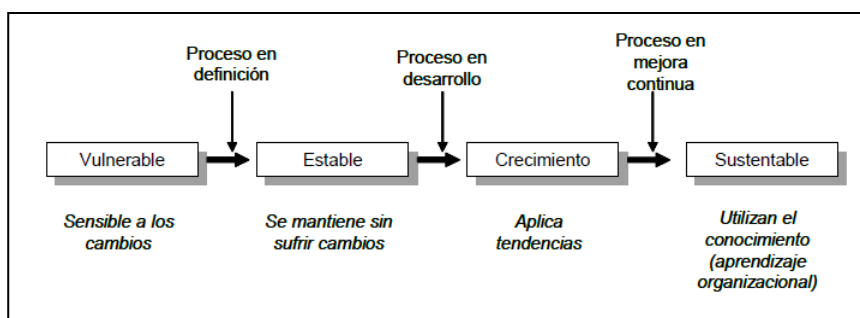 Proceso en
definición
Proceso en
desarrollo
Proceso en
mejora
continua
Vulnerable
Estable
Crecimiento
Sustentable
Sensible a los
cambios
Se mantiene sin
sufrir cambios
Aplica
tendencias
Utilizan el
conocimiento
(aprendizaje
organizacional)